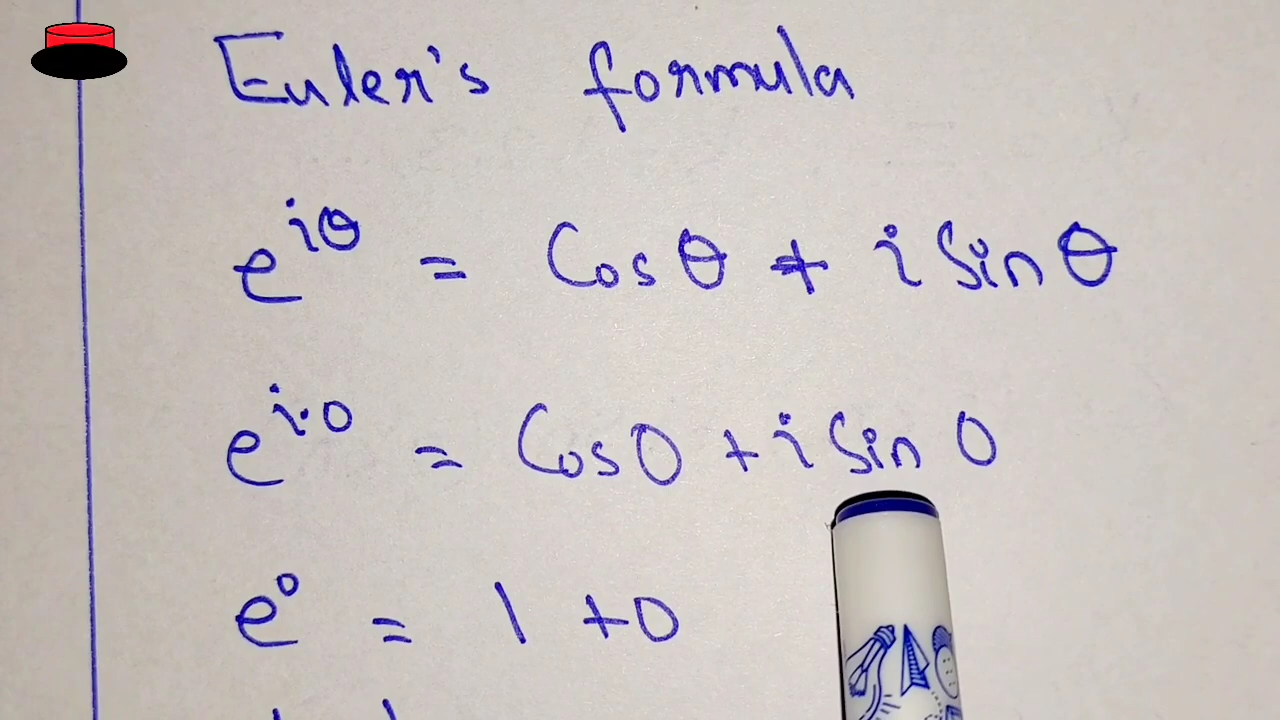 Euler's formula
e^{iθ} = Cosθ + i Sinθ
e^{i·0} = Cos0 + i Sin 0
e^0 = 1 + 0